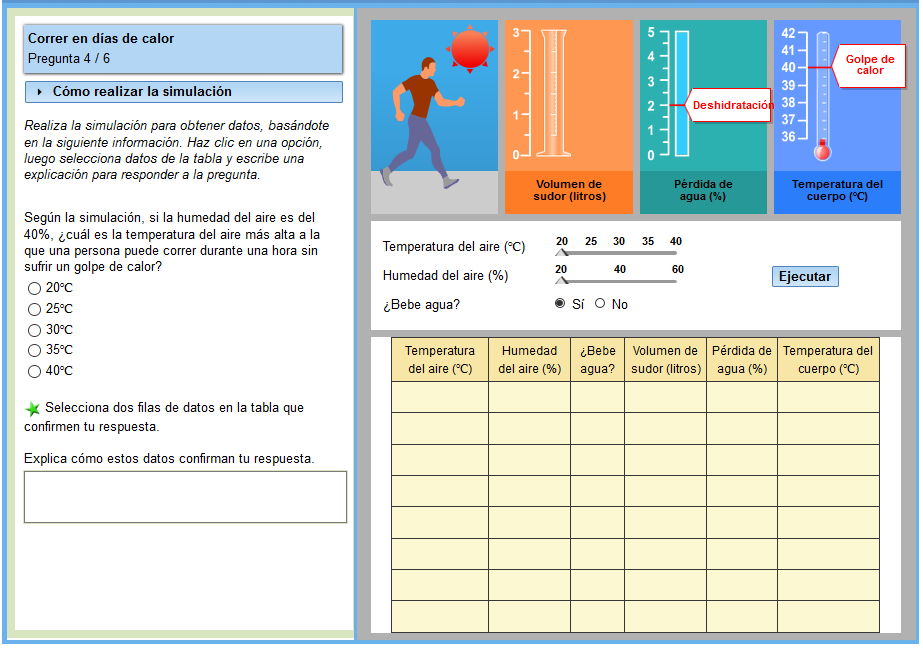 Correr en días de calor
Pregunta 4 / 6
Cómo realizar la simulación
Realiza la simulación para obtener datos, basándote
en la siguiente información. Haz clic en una opción,
luego selecciona datos de la tabla y escribe una
explicación para responder a la pregunta.
Según la simulación, si la humedad del aire es del
40%, ¿cuál es la temperatura del aire más alta a la
que una persona puede correr durante una hora sin
sufrir un golpe de calor?
20°C
25°C
30°C
35°C
40°C
Selecciona dos filas de datos en la tabla que
confirmen tu respuesta.
Explica cómo estos datos confirman tu respuesta.
3
2
1
0
Volumen de
sudor (litros)
5
4
3
2
1
0
Deshidratación
Pérdida de
agua (%)
42
41
40
39
38
37
36
Golpe de
calor
Temperatura del
cuerpo (°C)
Temperatura del aire (°C) 20 25 30 35 40
Humedad del aire (%) 20 40 60
¿Bebe agua? Sí No
Ejecutar
Temperatura del aire (°C)
Humedad del aire (%)
¿Bebe agua?
Volumen de sudor (litros)
Pérdida de agua (%)
Temperatura del cuerpo (°C)